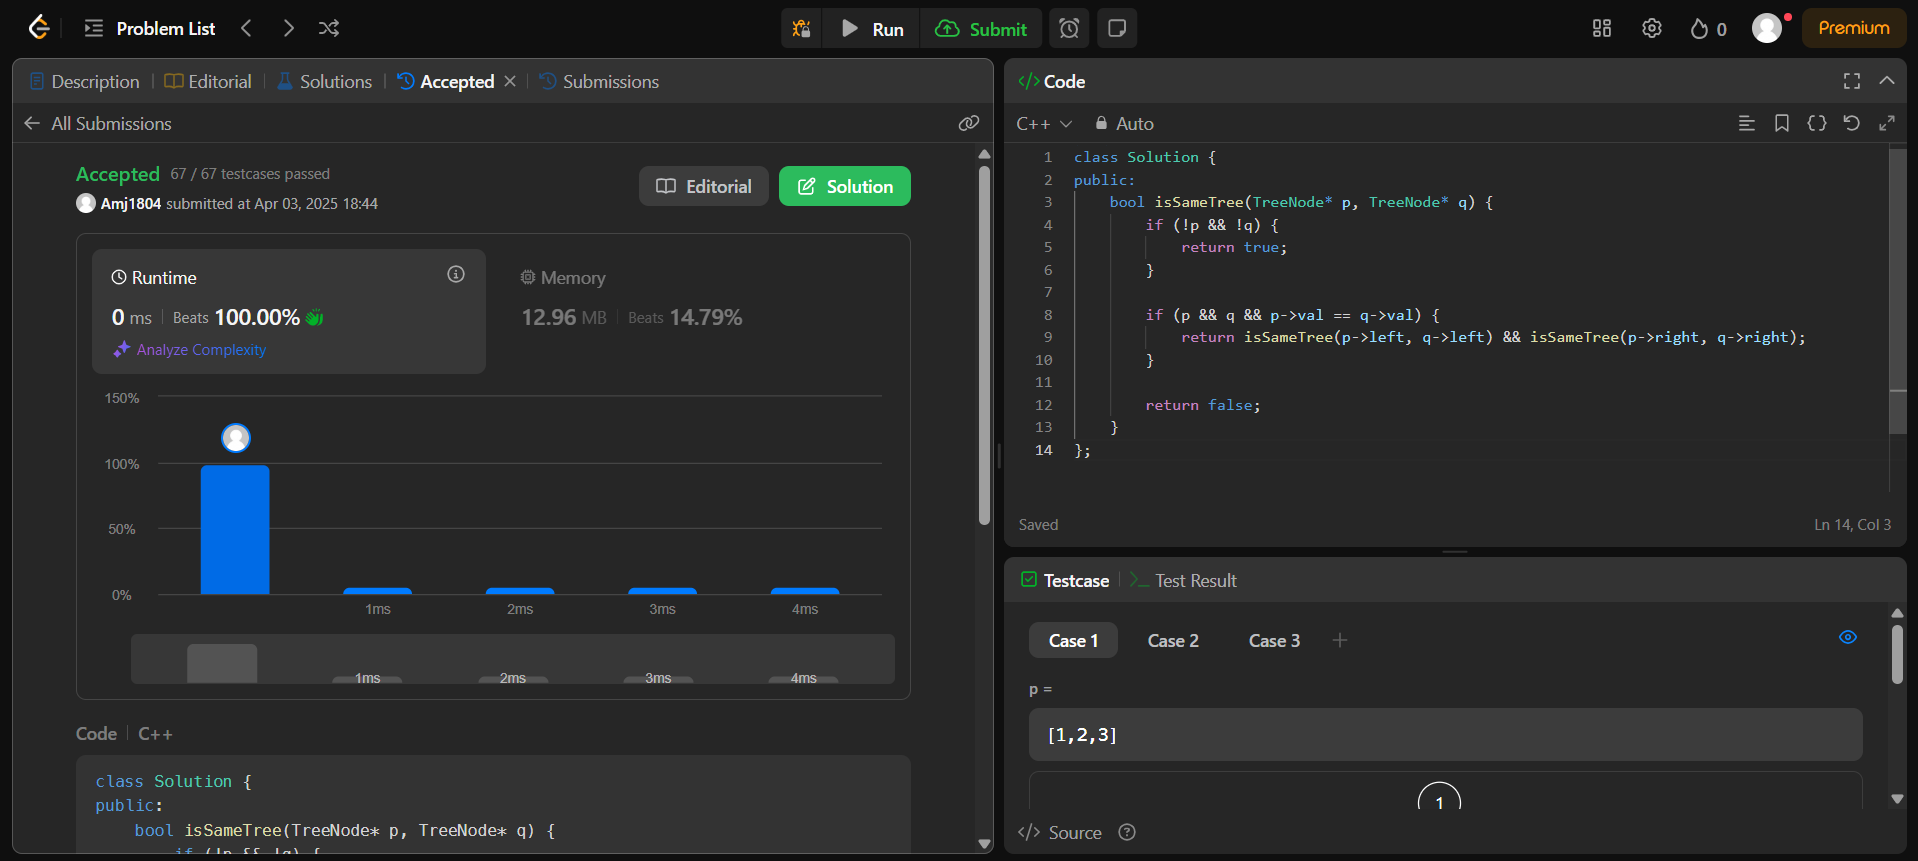 Problem List
Run
Submit
0
Premium
Description
Editorial
Solutions
Accepted
Submissions
All Submissions
Accepted 67 / 67 testcases passed
Amj1804 submitted at Apr 03, 2025 18:44
Editorial
Solution
Runtime
0 ms Beats 100.00%
Analyze Complexity
Memory
12.96 MB Beats 14.79%
150%
100%
50%
0%
1ms 2ms 3ms 4ms
1ms 2ms 3ms 4ms
Code C++
class Solution {
public:
bool isSameTree(TreeNode* p, TreeNode* q) {
if (!p && !q) {
</> Code
C++ Auto
1 class Solution {
2 public:
3 bool isSameTree(TreeNode* p, TreeNode* q) {
4 if (!p && !q) {
5 return true;
6 }
7
8 if (p && q && p->val == q->val) {
9 return isSameTree(p->left, q->left) && isSameTree(p->right, q->right);
10 }
11
12 return false;
13 }
14 };
Saved
Ln 14, Col 3
Testcase
Test Result
Case 1 Case 2 Case 3 +
p =
[1,2,3]
1
</> Source